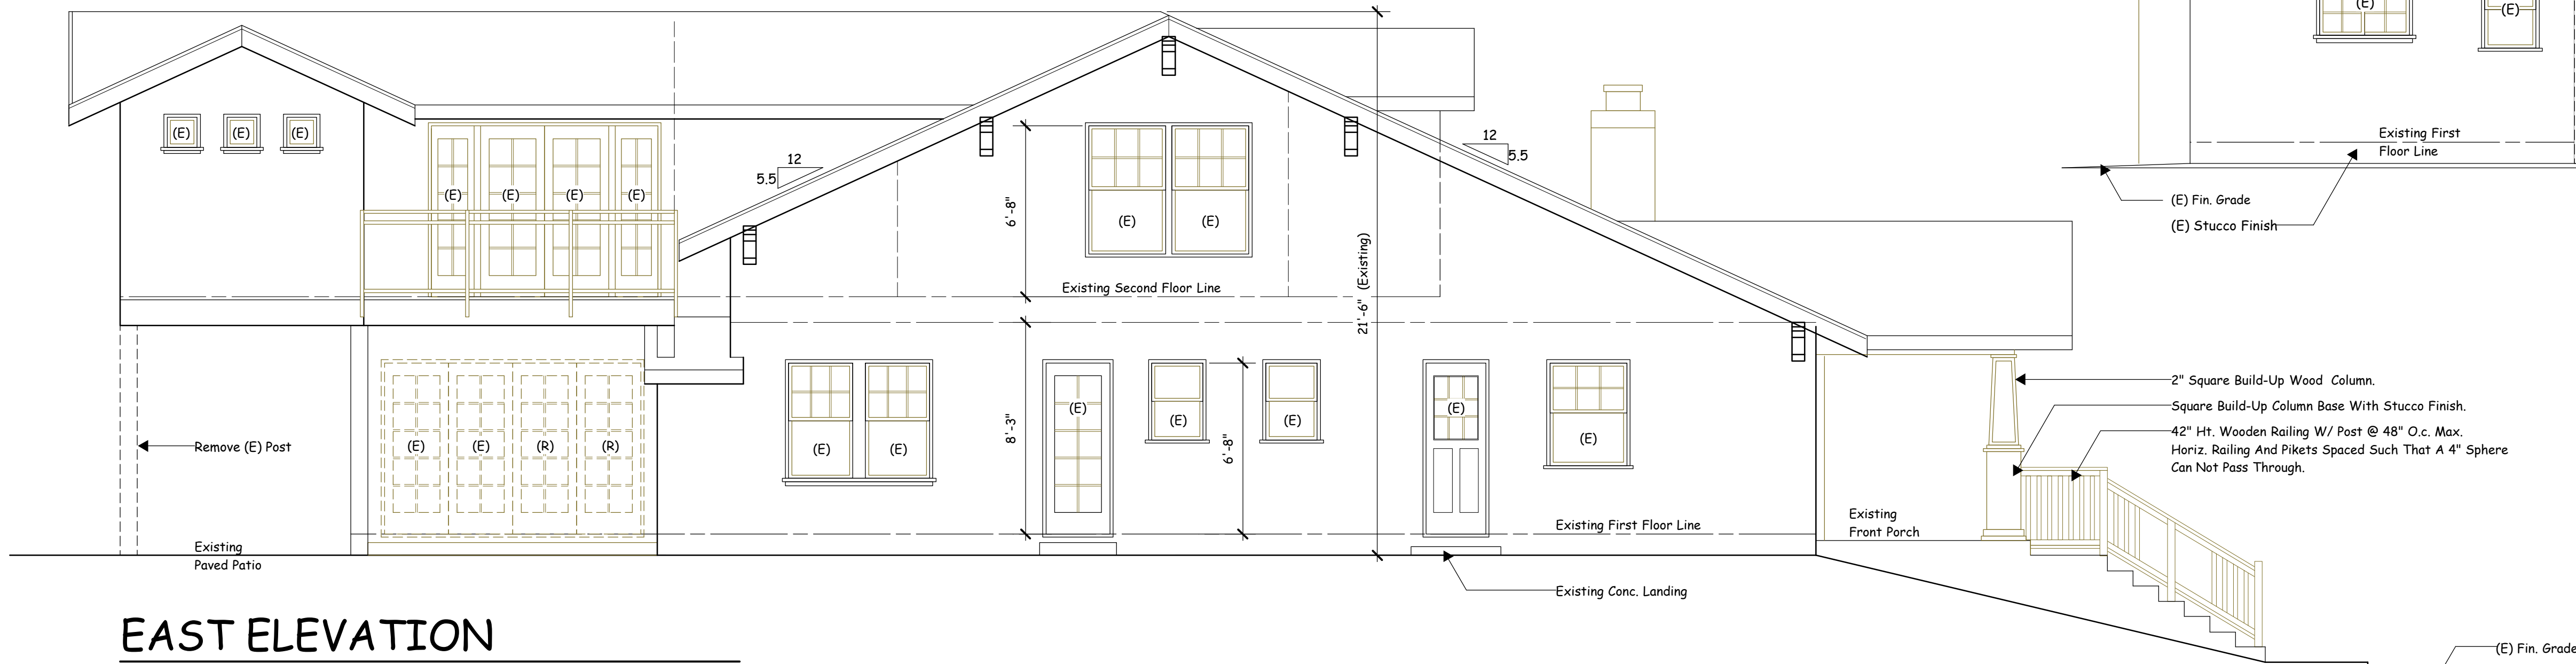 (E)
(E)
(E)
(E)
(E)
(E)
(E)
(E)
(E)
12
5.5
12
5.5
6'-8"
(E)
(E)
21'-6" (Existing)
Existing Second Floor Line
Existing First
Floor Line
(E) Fin. Grade
(E) Stucco Finish
Remove (E) Post
(E)
(E)
(R)
(R)
(E)
(E)
8'-3"
(E)
(E)
6'-8"
(E)
(E)
(E)
2" Square Build-Up Wood Column.
Square Build-Up Column Base With Stucco Finish.
42" Ht. Wooden Railing W/ Post @ 48" O.c. Max.
Horiz. Railing And Pikets Spaced Such That A 4" Sphere
Can Not Pass Through.
Existing First Floor Line
Existing
Front Porch
Existing
Paved Patio
Existing Conc. Landing
EAST ELEVATION
(E) Fin. Grade